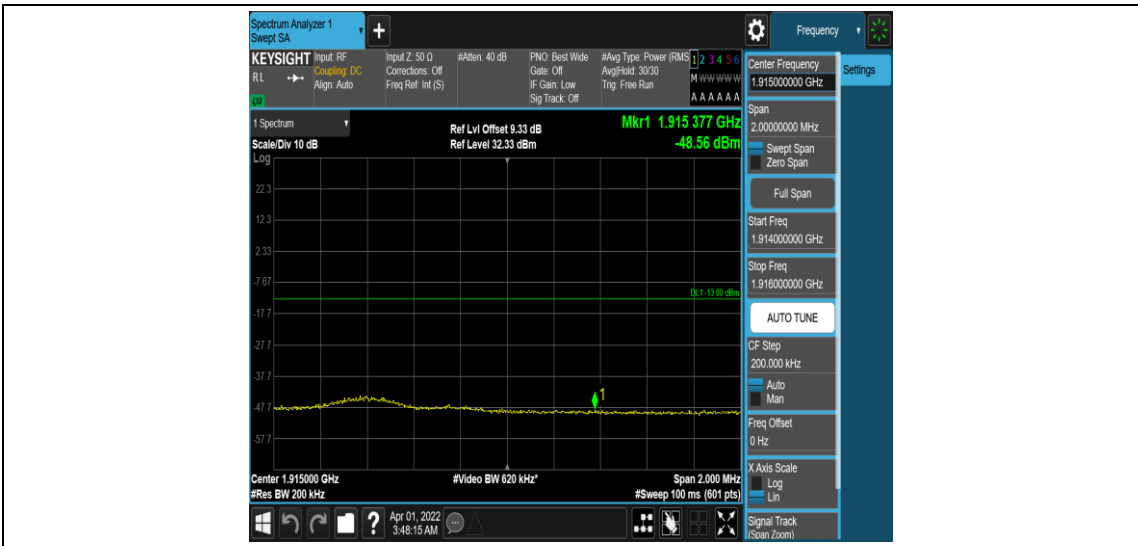 Spectrum Analyzer 1
Swept SA
+
Frequency
KEYSIGHT
RL
LXI
Input: RF
Coupling: DC
Align: Auto
Input Z: 50 Ω
Corrections: Off
Freq Ref: Int (S)
#Atten: 40 dB
PNO: Best Wide
Gate: Off
IF Gain: Low
Sig Track: Off
#Avg Type: Power (RMS
Avg|Hold: 30/30
Trig: Free Run
1 2 3 4 5 6
M W W W W W
A A A A A A
Center Frequency
1.915000000 GHz
Settings
Span
2.00000000 MHz
Swept Span
Zero Span
Full Span
Start Freq
1.914000000 GHz
Stop Freq
1.916000000 GHz
AUTO TUNE
CF Step
200.000 kHz
Auto
Man
Freq Offset
0 Hz
X Axis Scale
Log
Lin
Signal Track
(Span Zoom)
1 Spectrum
Scale/Div 10 dB
Log
Ref Lvl Offset 9.33 dB
Ref Level 32.33 dBm
Mkr1 1.915 377 GHz
-48.56 dBm
22.3
12.3
2.33
-7.67
DL1 -13.00 dBm
-17.7
-27.7
-37.7
1
-47.7
-57.7
Center 1.915000 GHz
#Res BW 200 kHz
#Video BW 620 kHz*
Span 2.000 MHz
#Sweep 100 ms (601 pts)
?
Apr 01, 2022
3:48:15 AM